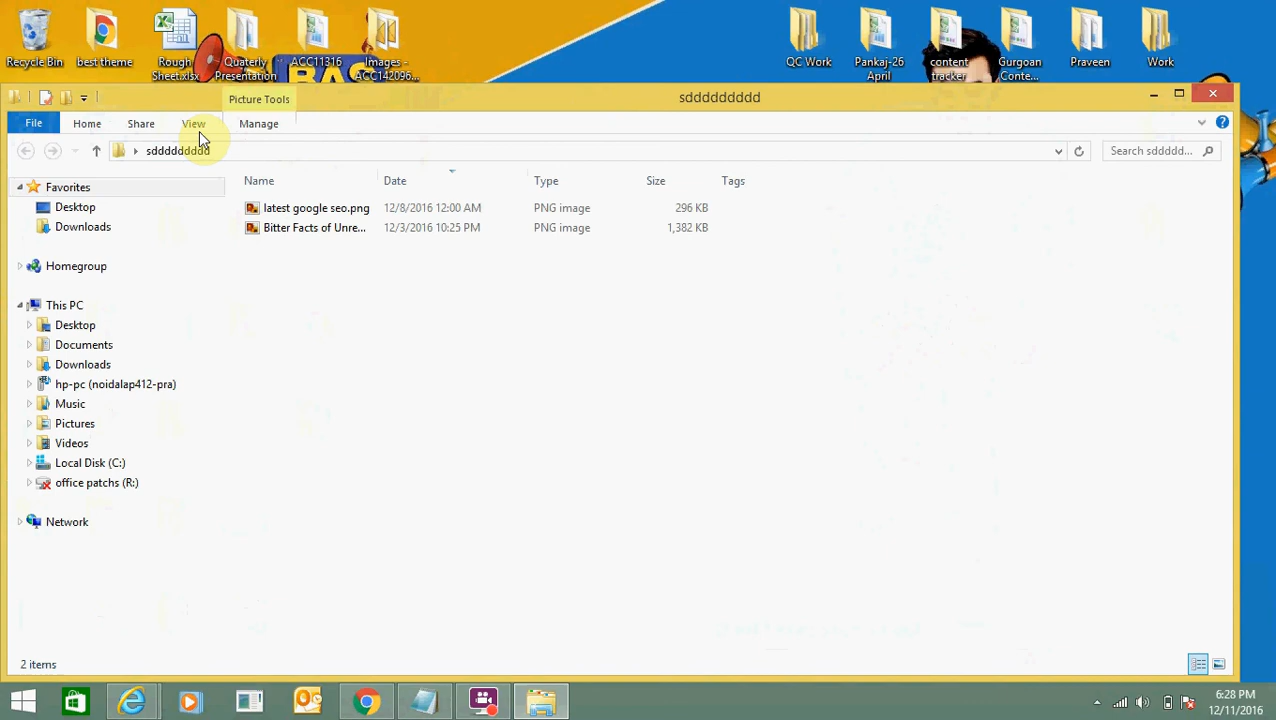 Recycle Bin
best theme
Rough Sheet.xlsx
Quaterly Presentation
ACC11316
Images - ACC142096...
QC Work
Pankaj-26 April
content tracker
Gurgoan Conte...
Praveen
Work
BAS
Picture Tools
sdddddddddd
File
Home
Share
View
Manage
sdddddddddd
Search sddddd...
Name
Date
Type
Size
Tags
latest google seo.png
12/8/2016 12:00 AM
PNG image
296 KB
Bitter Facts of Unre...
12/3/2016 10:25 PM
PNG image
1,382 KB
Favorites
Desktop
Downloads
Homegroup
This PC
Desktop
Documents
Downloads
hp-pc (noidalap412-pra)
Music
Pictures
Videos
Local Disk (C:)
office patchs (R:)
Network
2 items
6:28 PM
12/11/2016